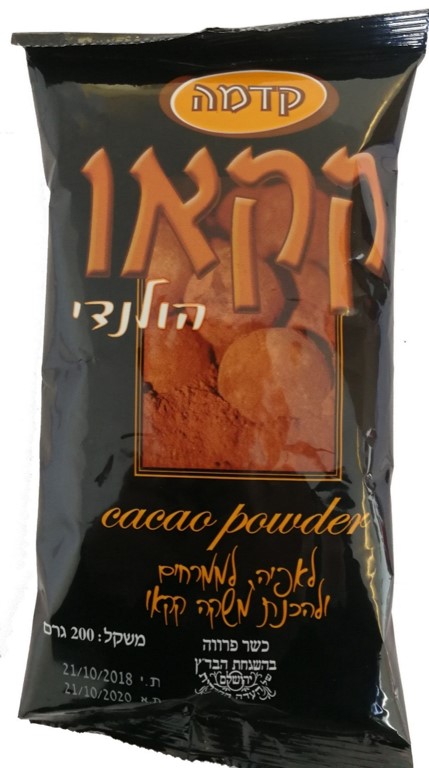 קדמה
קקאו
הולנדי
cacao powder
לאפיה, לממרחים
ולהכנת משקה קקאו
משקל: 200 גרם
כשר פרווה
בהשגחת הבד״ץ
ירושלים
ת.י 21/10/2018
ת.א 21/10/2020